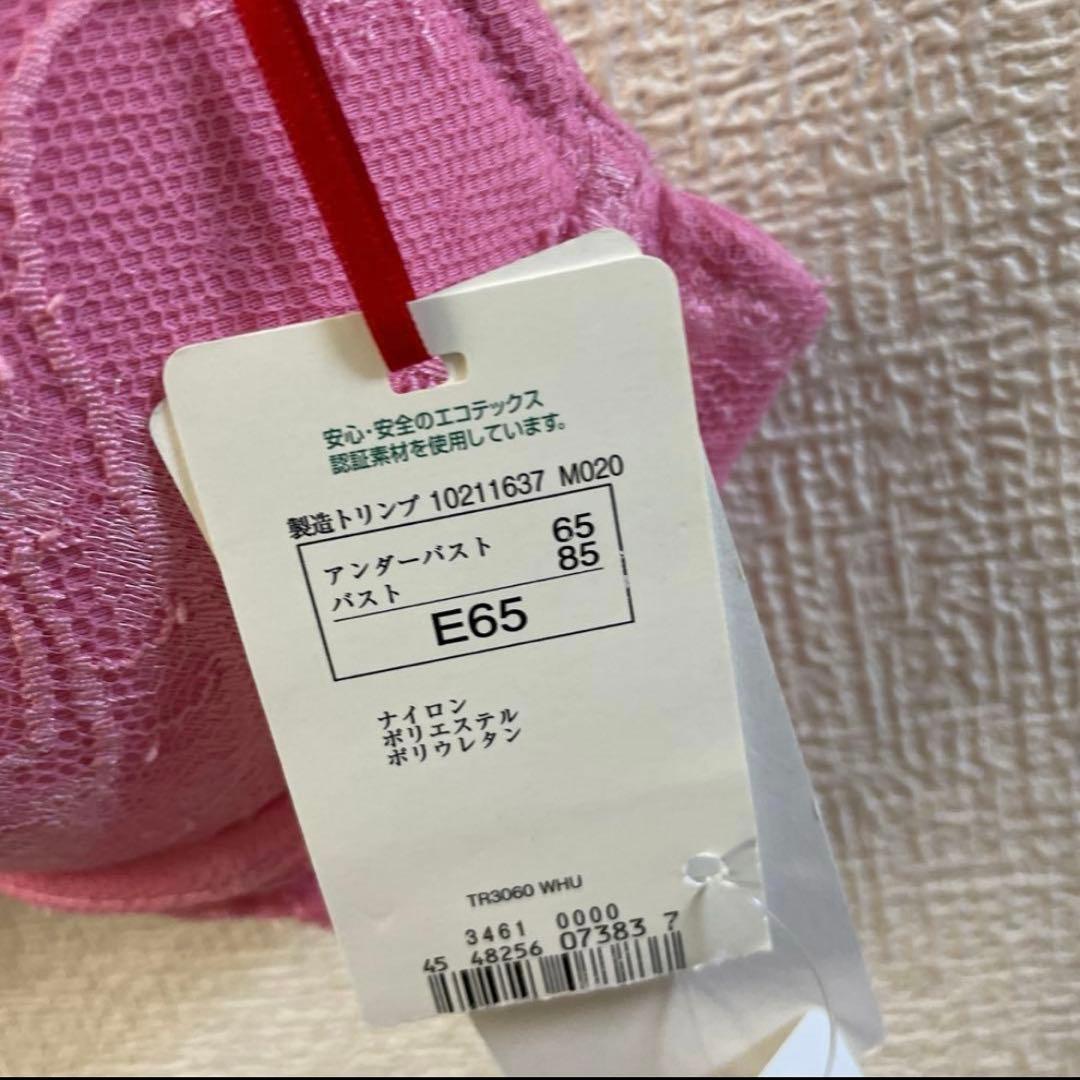 安心・安全のエコテックス
認証素材を使用しています。
製造トリンプ 10211637 M020
アンダーバスト 65
バスト 85
E65
ナイロン
ポリエステル
ポリウレタン
TR3060 WHU
3461 0000
45 48256 07383 7